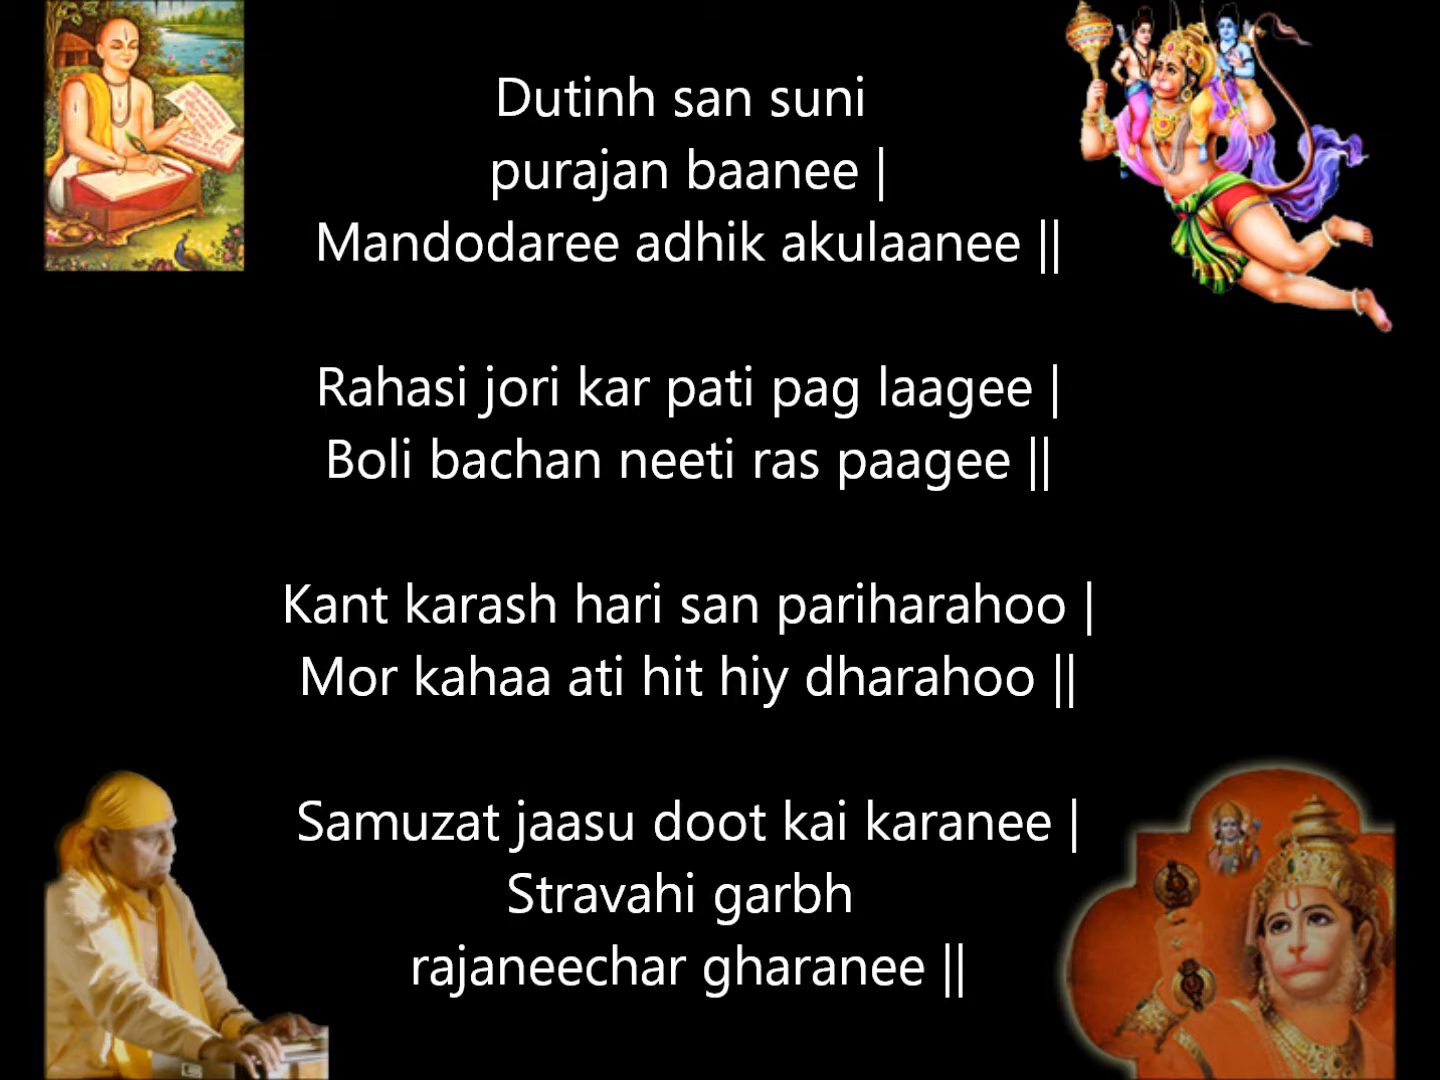 Dutinh san suni
purajan baanee |
Mandodaree adhik akulaanee ||
Rahasi jori kar pati pag laagee |
Boli bachan neeti ras paagee ||
Kant karash hari san pariharahoo |
Mor kahaa ati hit hiy dharahoo ||
Samuzat jaasu doot kai karanee |
Stravahi garbh
rajaneechar gharanee ||